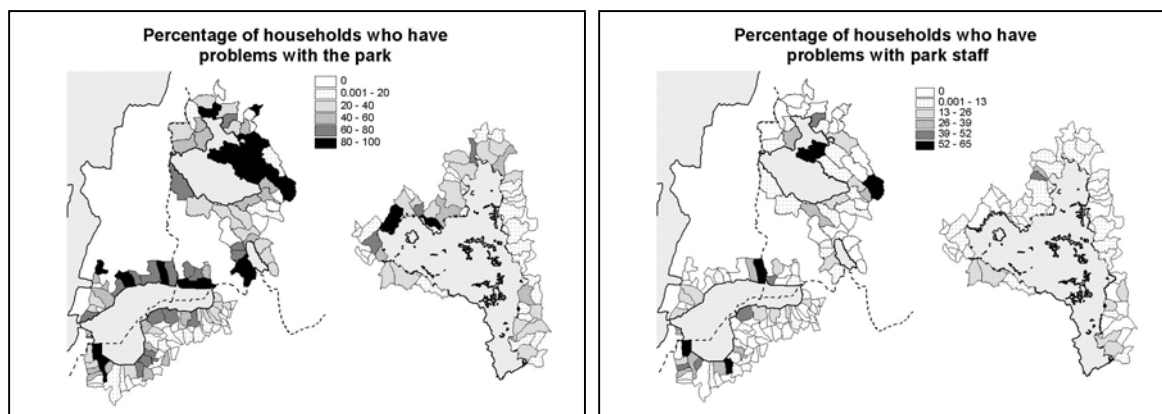 Percentage of households who have
problems with the park
0
0.001 - 20
20 - 40
40 - 60
60 - 80
80 - 100
Percentage of households who have
problems with park staff
0
0.001 - 13
13 - 26
26 - 39
39 - 52
52 - 65